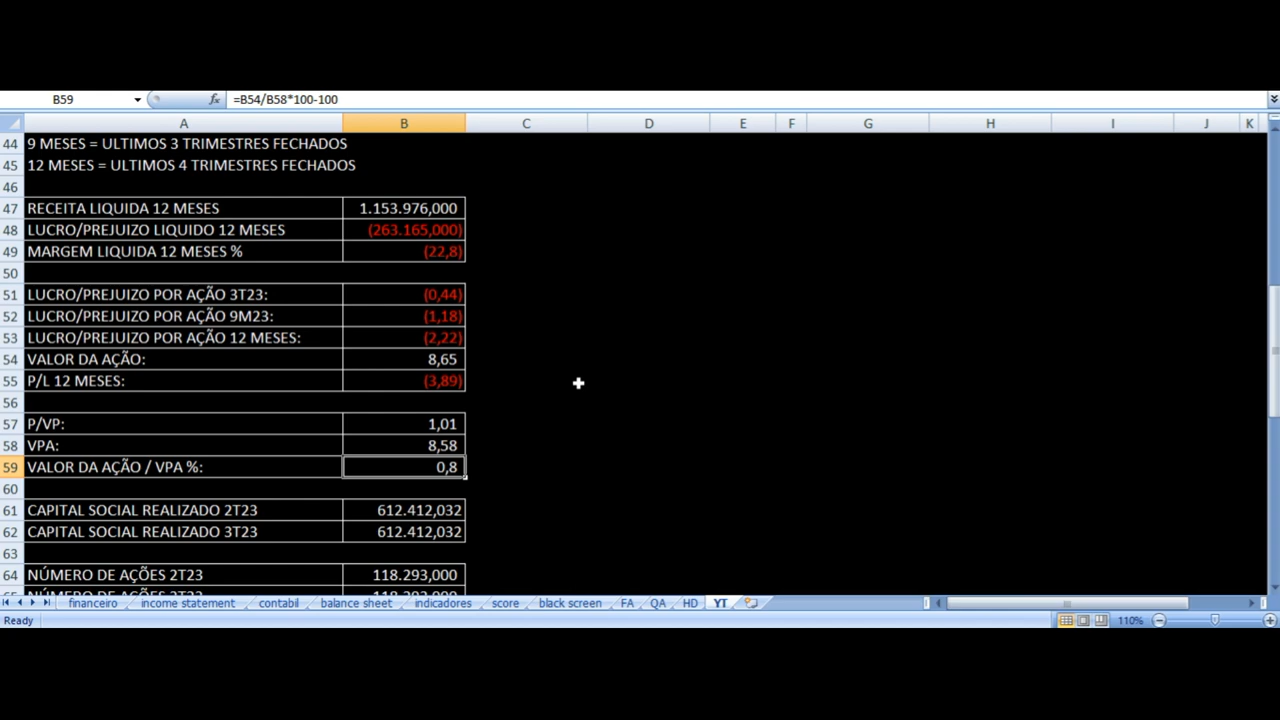 B59 fx =B54/B58*100-100
A B C D E F G H I J K
44 9 MESES = ULTIMOS 3 TRIMESTRES FECHADOS
45 12 MESES = ULTIMOS 4 TRIMESTRES FECHADOS
46
47 RECEITA LIQUIDA 12 MESES 1.153.976,000
48 LUCRO/PREJUIZO LIQUIDO 12 MESES (263.165,000)
49 MARGEM LIQUIDA 12 MESES % (22,8)
50
51 LUCRO/PREJUIZO POR AÇÃO 3T23: (0,44)
52 LUCRO/PREJUIZO POR AÇÃO 9M23: (1,18)
53 LUCRO/PREJUIZO POR AÇÃO 12 MESES: (2,22)
54 VALOR DA AÇÃO: 8,65
55 P/L 12 MESES: (3,89)
56
57 P/VP: 1,01
58 VPA: 8,58
59 VALOR DA AÇÃO / VPA %: 0,8
60
61 CAPITAL SOCIAL REALIZADO 2T23 612.412,032
62 CAPITAL SOCIAL REALIZADO 3T23 612.412,032
63
64 NÚMERO DE AÇÕES 2T23 118.293,000
financeiro income statement contabil balance sheet indicadores score black screen FA QA HD YT
Ready 110%